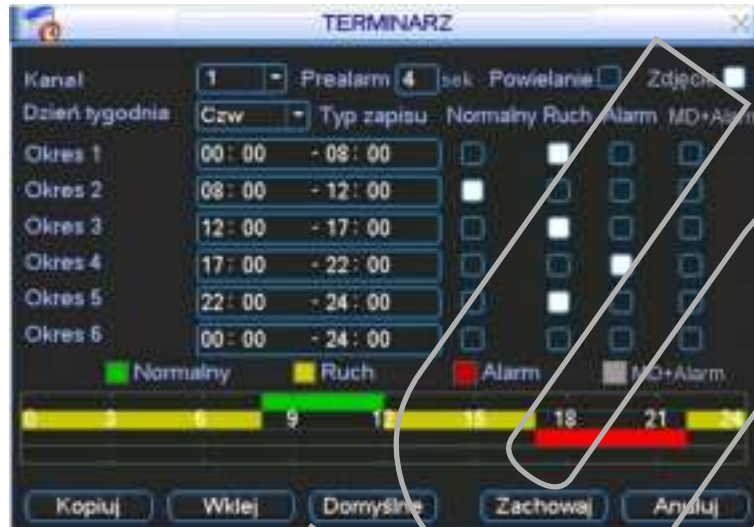 TERMINARZ
Kanał 1 Prealarm 4 sek Powielanie Zdjęcie
Dzień tygodnia Czw Typ zapisu Normalny Ruch Alarm MD+Alarm
Okres 1 00:00 - 08:00
Okres 2 08:00 - 12:00
Okres 3 12:00 - 17:00
Okres 4 17:00 - 22:00
Okres 5 22:00 - 24:00
Okres 6 00:00 - 24:00
Normalny Ruch Alarm MD+Alarm
0 3 6 9 12 15 18 21 24
Kopiuj Wklej Domyślne Zachowaj Anuluj